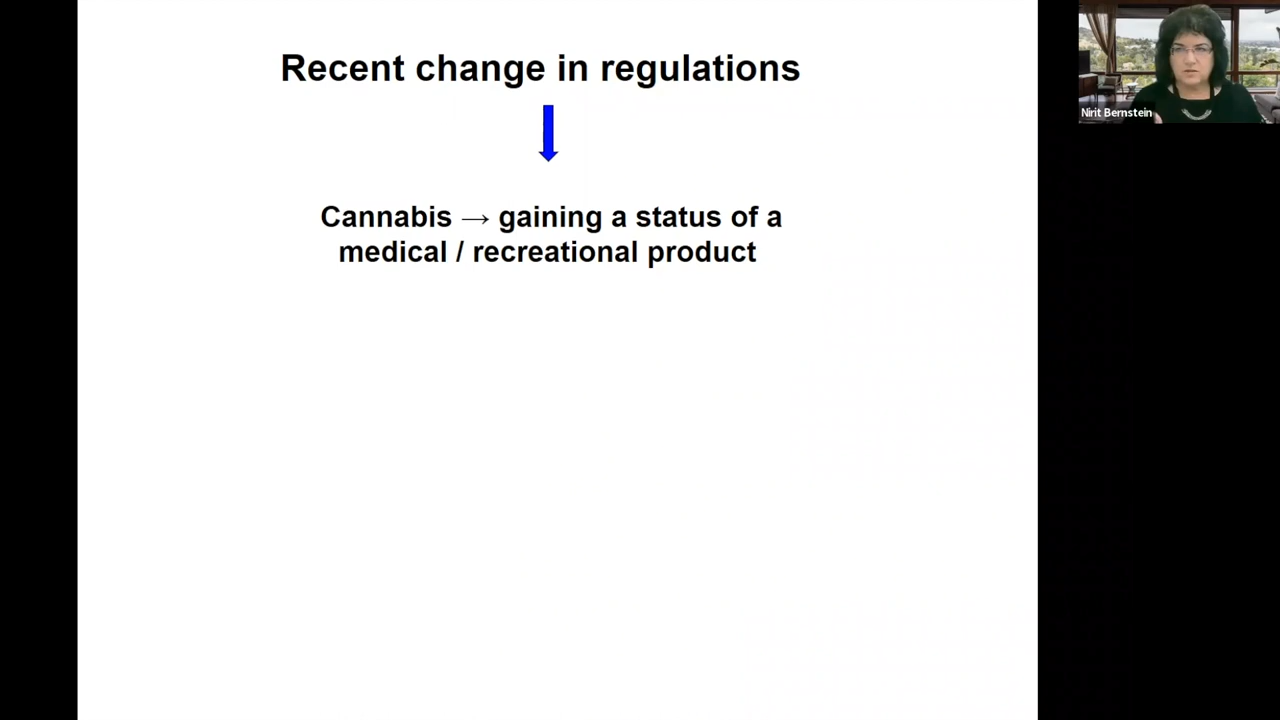 Recent change in regulations
Cannabis → gaining a status of a
medical / recreational product
Nirit Bernstein